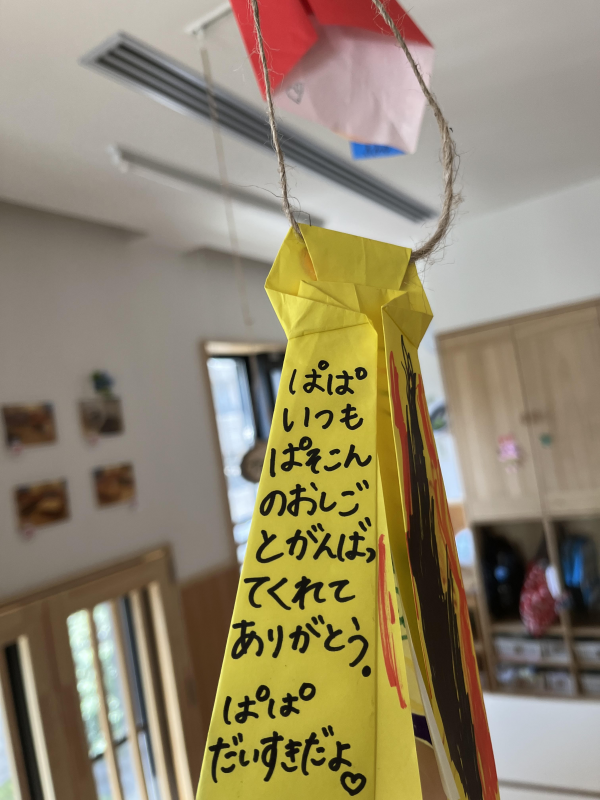 ぱぱ
いつも
ぱそこん
のおしご
とがんばっ
てくれて
ありがとう.
ぱぱ
だいすきだよ♡